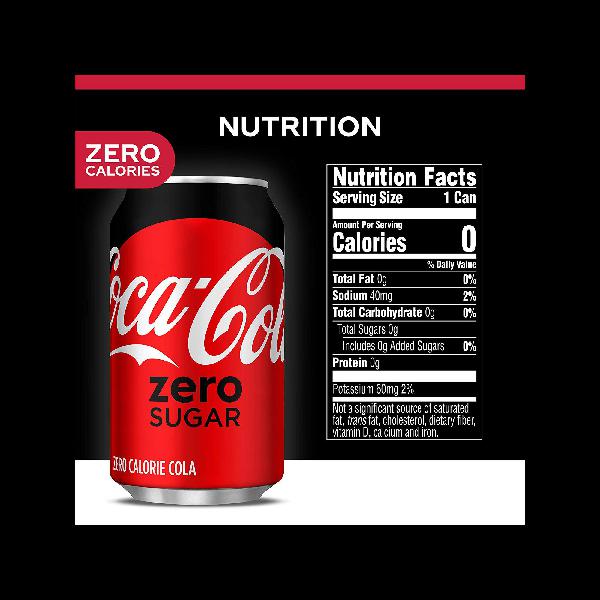 NUTRITION
ZERO
CALORIES
Coca-Cola
zero
SUGAR
ZERO CALORIE COLA
Nutrition Facts
Serving Size 1 Can
Amount Per Serving
Calories 0
% Daily Value
Total Fat 0g 0%
Sodium 40mg 2%
Total Carbohydrate 0g 0%
Total Sugars 0g
Includes 0g Added Sugars 0%
Protein 0g
Potassium 60mg 2%
Not a significant source of saturated
fat, trans fat, cholesterol, dietary fiber,
vitamin D, calcium and iron.